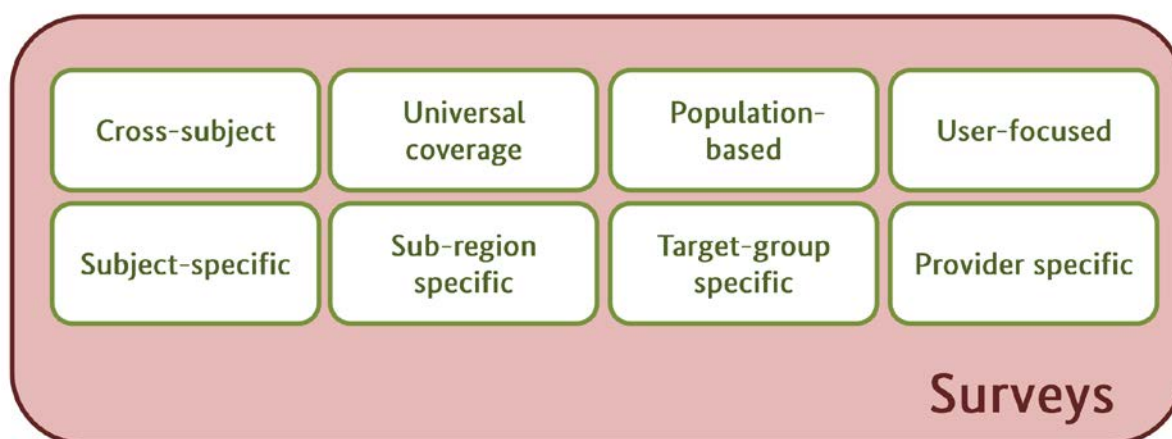 Cross-subject
Universal
coverage
Population-
based
User-focused
Subject-specific
Sub-region
specific
Target-group
specific
Provider specific
Surveys